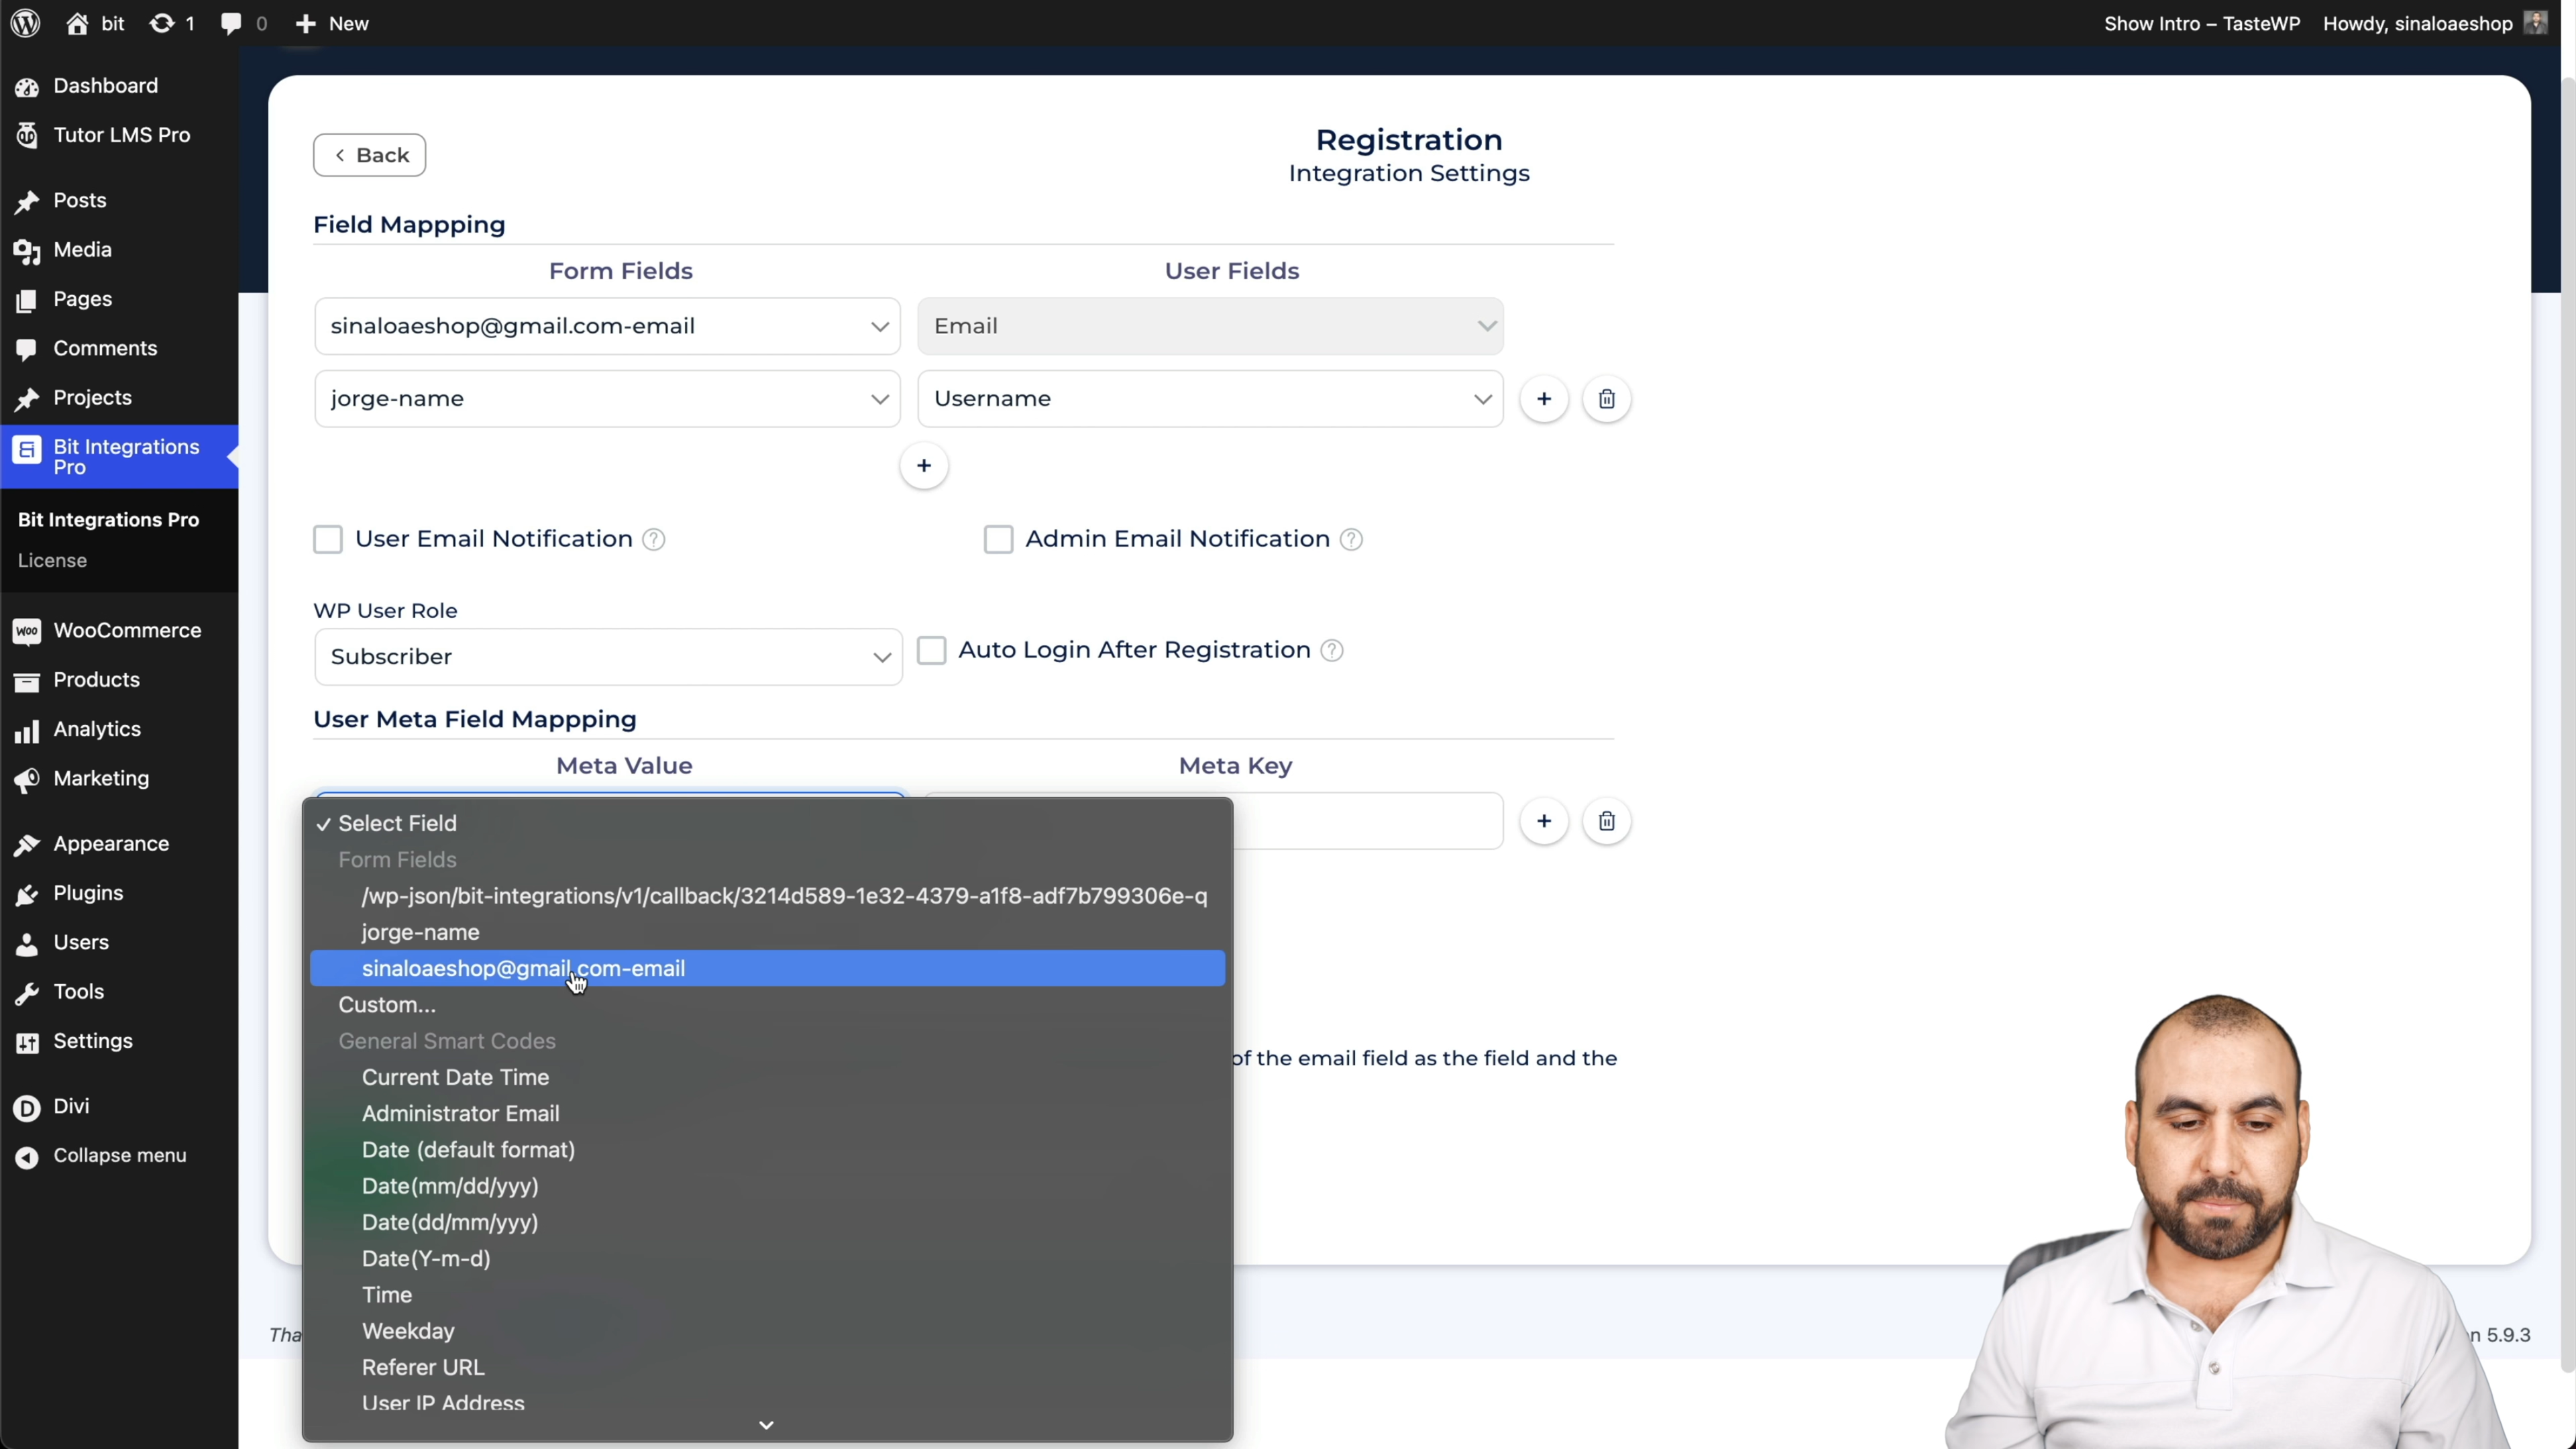 bit
1
0
New
Show Intro – TasteWP
Howdy, sinaloaeshop
Dashboard
Tutor LMS Pro
Posts
Media
Pages
Comments
Projects
Bit Integrations
Pro
Bit Integrations Pro
License
WooCommerce
Products
Analytics
Marketing
Appearance
Plugins
Users
Tools
Settings
Divi
Collapse menu
Back
Registration
Integration Settings
Field Mappping
Form Fields
User Fields
sinaloaeshop@gmail.com-email
Email
jorge-name
Username
User Email Notification
Admin Email Notification
WP User Role
Subscriber
Auto Login After Registration
User Meta Field Mappping
Meta Value
Meta Key
Select Field
Form Fields
/wp-json/bit-integrations/v1/callback/3214d589-1e32-4379-a1f8-adf7b799306e-q
jorge-name
sinaloaeshop@gmail.com-email
Custom...
General Smart Codes
Current Date Time
Administrator Email
Date (default format)
Date(mm/dd/yyy)
Date(dd/mm/yyy)
Date(Y-m-d)
Time
Weekday
Referer URL
User IP Address
of the email field as the field and the
Tha
n 5.9.3